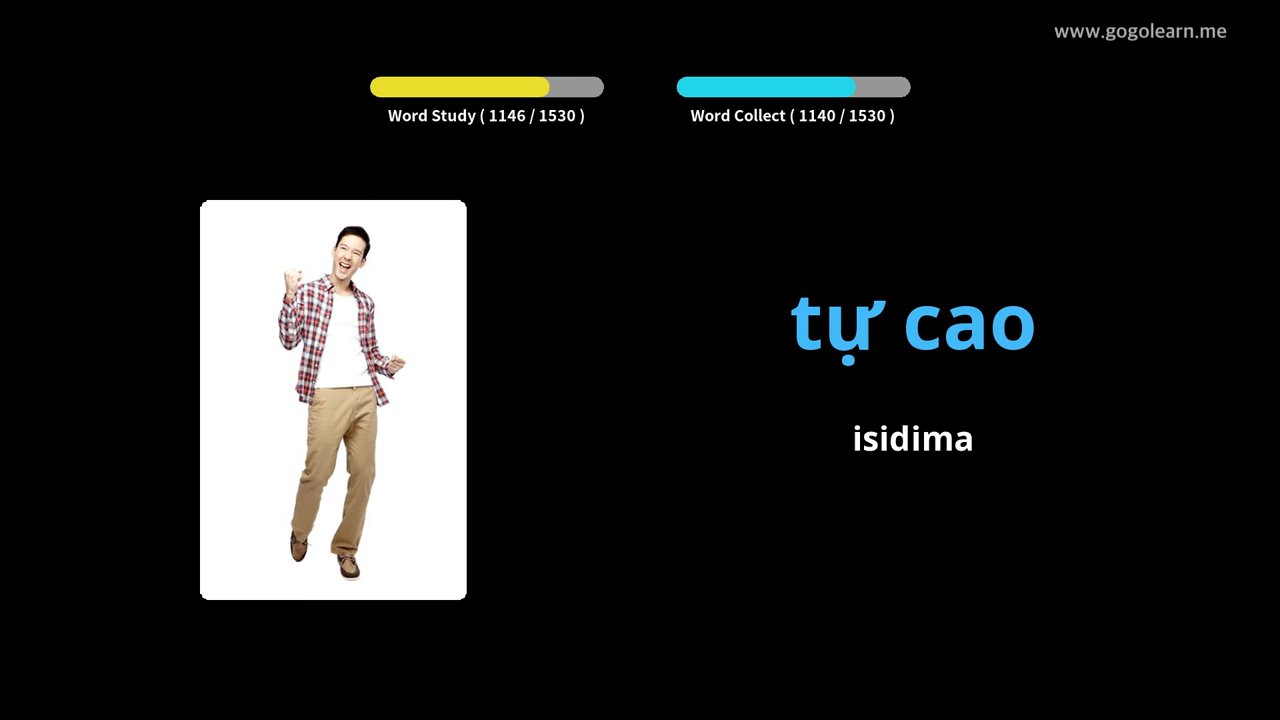 www.gogolearn.me
Word Study ( 1146 / 1530 )
Word Collect ( 1140 / 1530 )
tự cao
isidima